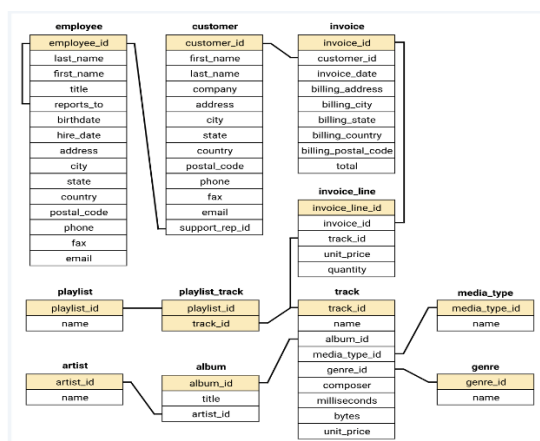 employee
employee_id
last_name
first_name
title
reports_to
birthdate
hire_date
address
city
state
country
postal_code
phone
fax
email
customer
customer_id
first_name
last_name
company
address
city
state
country
postal_code
phone
fax
email
support_rep_id
invoice
invoice_id
customer_id
invoice_date
billing_address
billing_city
billing_state
billing_country
billing_postal_code
total
invoice_line
invoice_line_id
invoice_id
track_id
unit_price
quantity
playlist
playlist_id
name
playlist_track
playlist_id
track_id
track
track_id
name
album_id
media_type_id
genre_id
composer
milliseconds
bytes
unit_price
media_type
media_type_id
name
artist
artist_id
name
album
album_id
title
artist_id
genre
genre_id
name